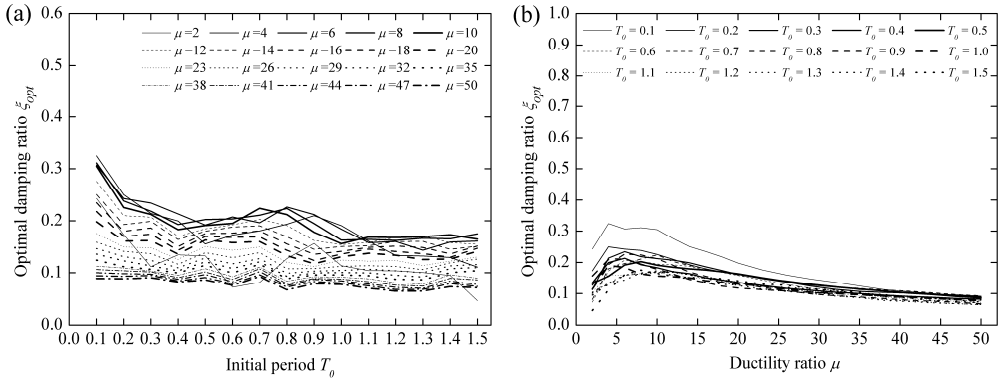 (a)
0.6
0.5
0.4
0.3
0.2
0.1
0.0
Optimal damping ratio ξopt
μ=2 μ=4 μ=6 μ=8 μ=10
μ−12 μ−14 μ−16 μ−18 μ−20
μ=23 μ=26 μ=29 μ=32 μ=35
μ=38 μ=41 μ=44 μ=47 μ=50
0.0 0.1 0.2 0.3 0.4 0.5 0.6 0.7 0.8 0.9 1.0 1.1 1.2 1.3 1.4 1.5
Initial period T0
(b)
1.0
0.9
0.8
0.7
0.6
0.5
0.4
0.3
0.2
0.1
0.0
Optimal damping ratio ξopt
T0 = 0.1 T0 = 0.2 T0 = 0.3 T0 = 0.4 T0 = 0.5
T0 = 0.6 T0 = 0.7 T0 = 0.8 T0 = 0.9 T0 = 1.0
T0 = 1.1 T0 = 1.2 T0 = 1.3 T0 = 1.4 T0 = 1.5
0 5 10 15 20 25 30 35 40 45 50
Ductility ratio μ